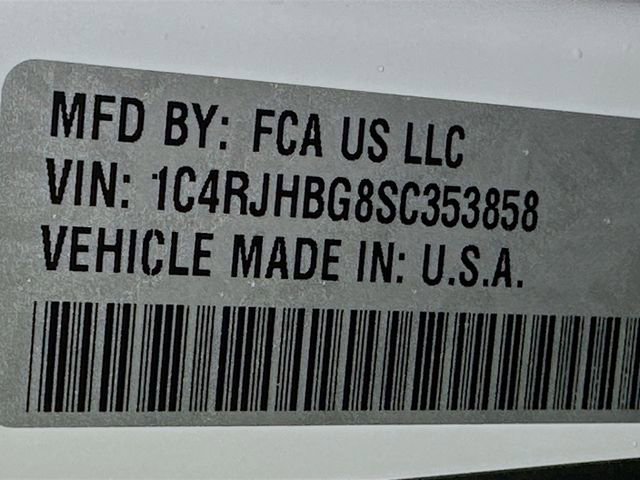 MFD BY: FCA US LLC
VIN: 1C4RJHBG8SC353858
VEHICLE MADE IN: U.S.A.